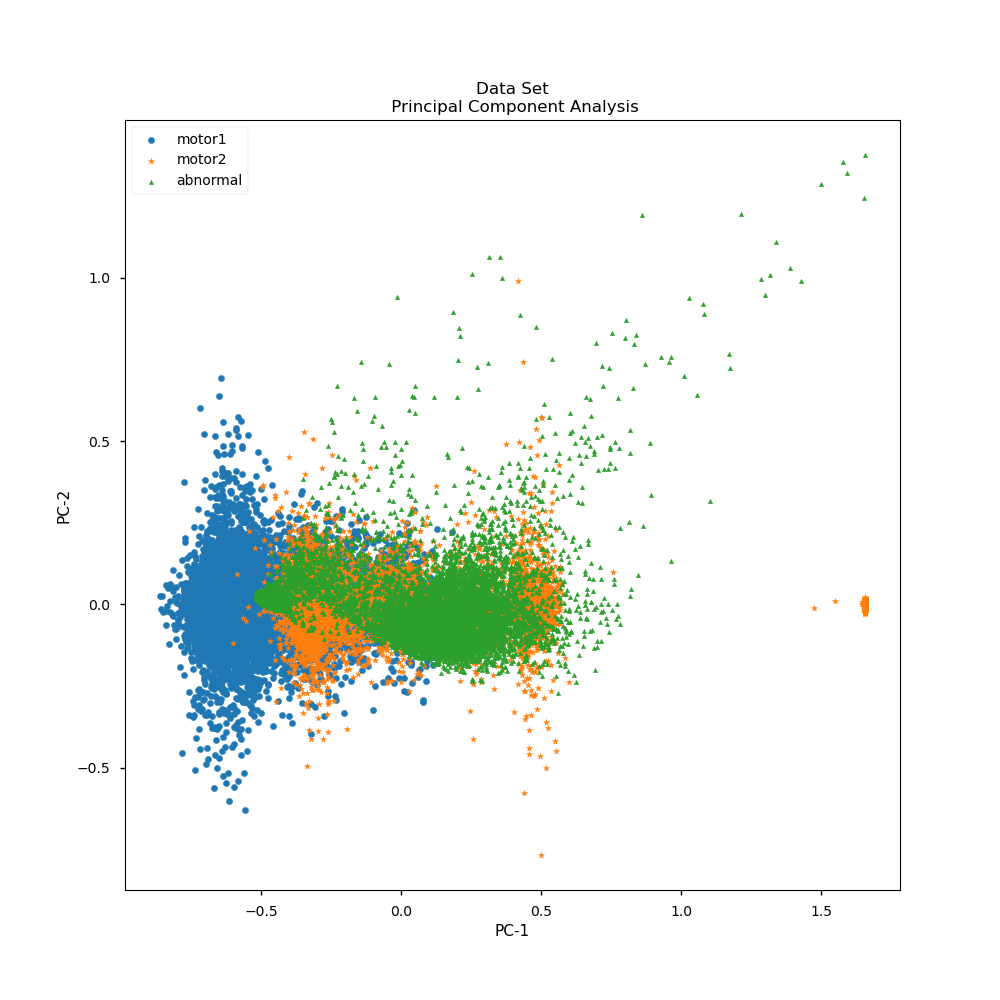 Data Set
Principal Component Analysis
motor1
motor2
abnormal
1.0
0.5
0.0
−0.5
PC-2
−0.5
0.0
0.5
1.0
1.5
PC-1